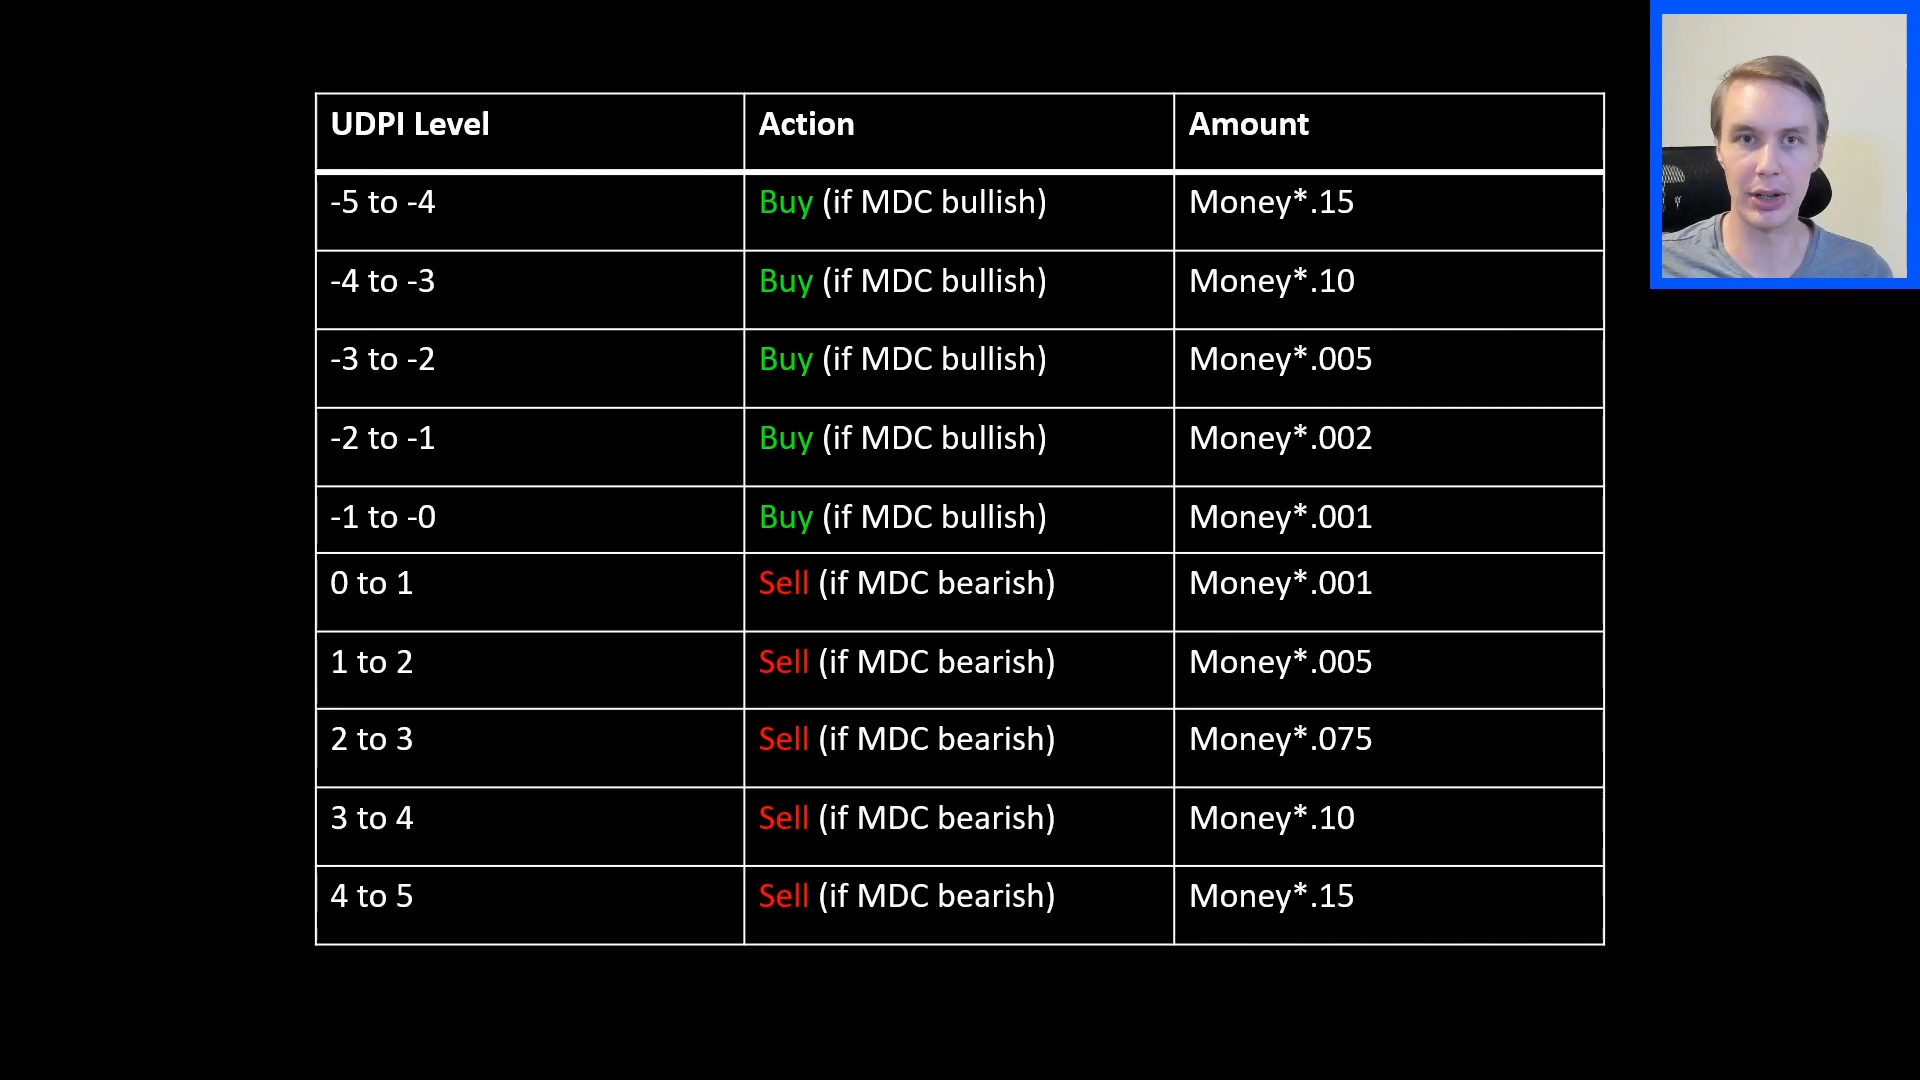 UDPI Level Action Amount
-5 to -4 Buy (if MDC bullish) Money*.15
-4 to -3 Buy (if MDC bullish) Money*.10
-3 to -2 Buy (if MDC bullish) Money*.005
-2 to -1 Buy (if MDC bullish) Money*.002
-1 to -0 Buy (if MDC bullish) Money*.001
0 to 1 Sell (if MDC bearish) Money*.001
1 to 2 Sell (if MDC bearish) Money*.005
2 to 3 Sell (if MDC bearish) Money*.075
3 to 4 Sell (if MDC bearish) Money*.10
4 to 5 Sell (if MDC bearish) Money*.15